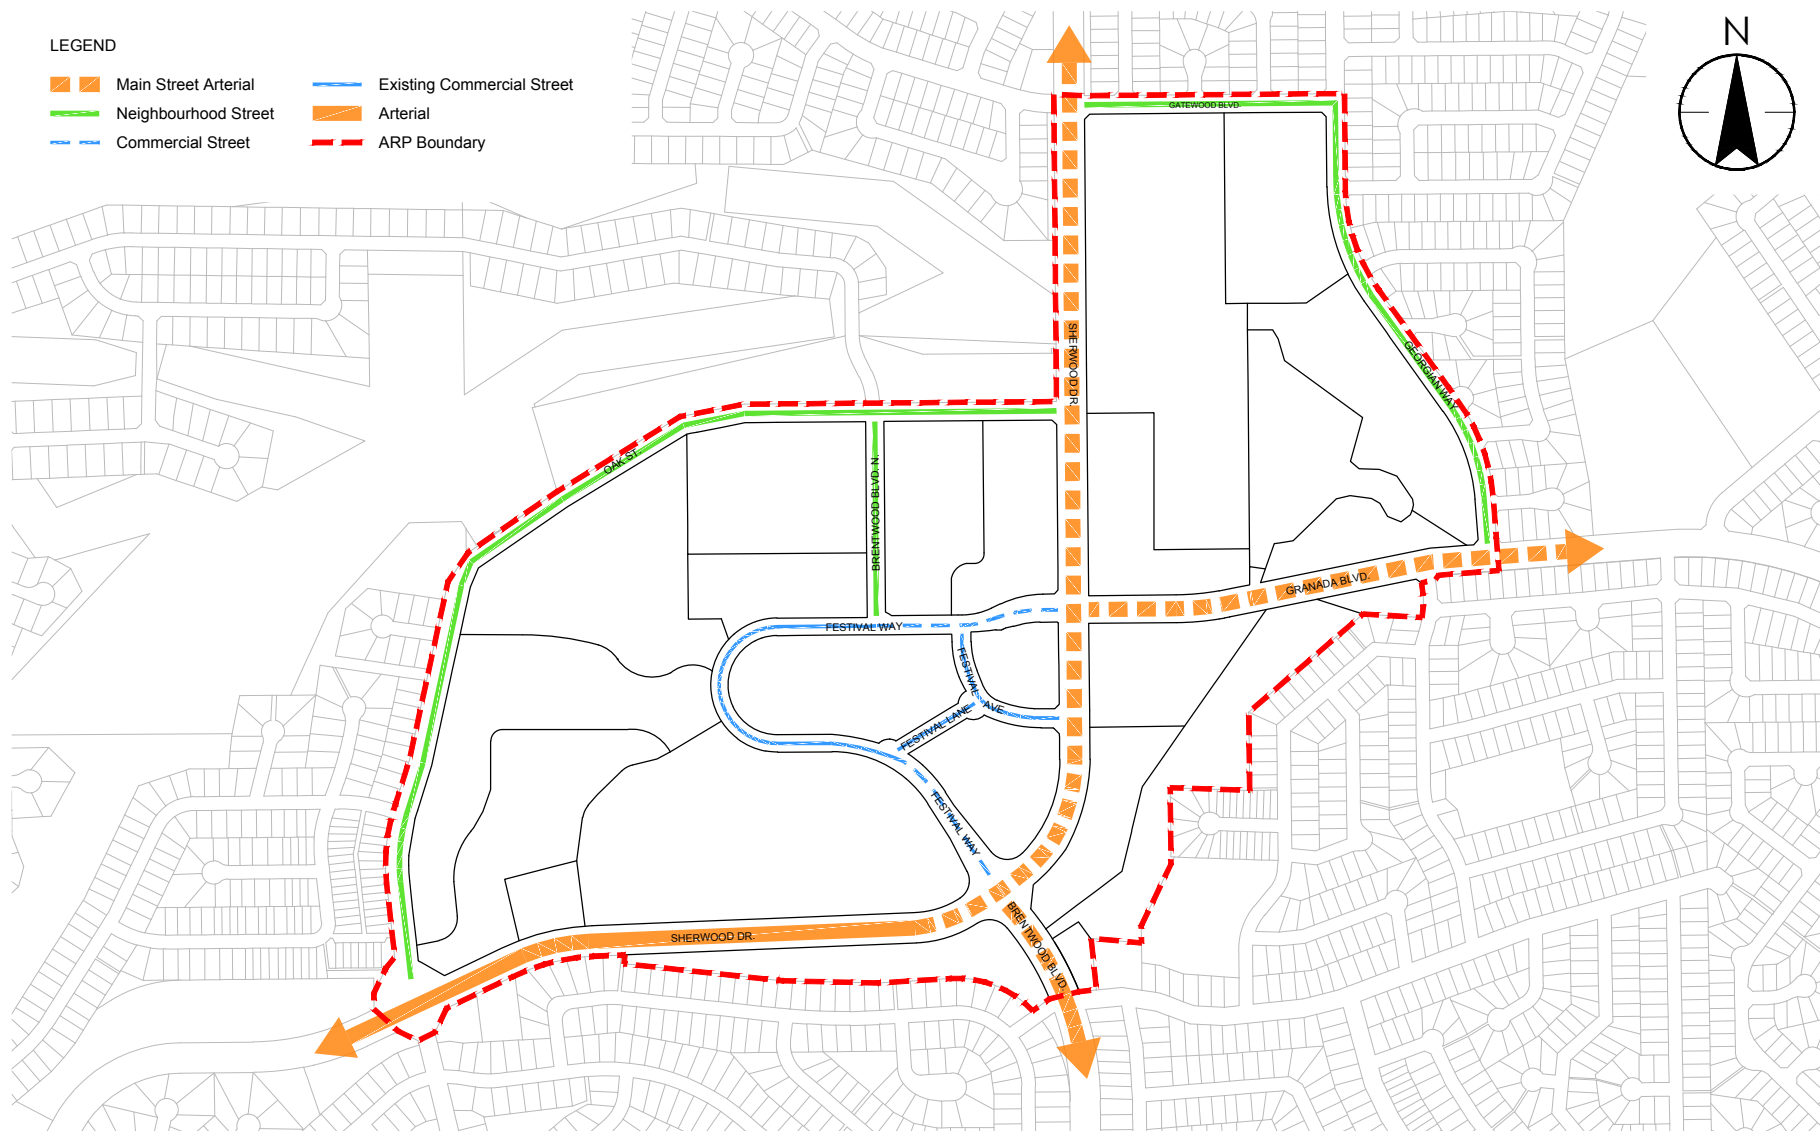 LEGEND
Main Street Arterial
Neighbourhood Street
Commercial Street
Existing Commercial Street
Arterial
ARP Boundary
N
GATEWOOD BLVD.
SHERWOOD DR.
GEORGIAN WAY
OAK ST.
BRENTWOOD BLVD. N.
GRANADA BLVD.
FESTIVAL WAY
FESTIVAL AVE
FESTIVAL LANE
FESTIVAL WAY
SHERWOOD DR.
BRENTWOOD BLVD.